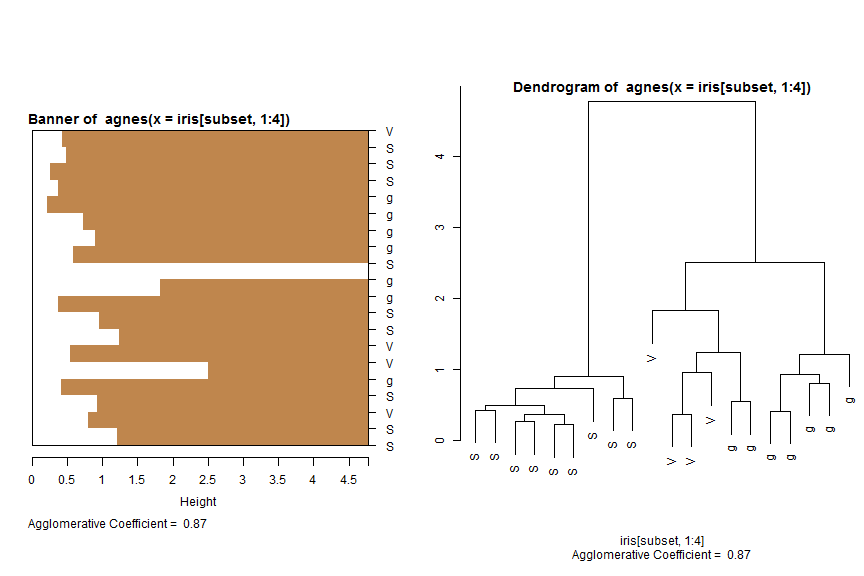 Banner of  agnes(x = iris[subset, 1:4])
V
S
S
S
g
g
g
g
S
g
g
S
S
V
V
g
S
V
S
S
0 0.5 1 1.5 2 2.5 3 3.5 4 4.5
Height
Agglomerative Coefficient =  0.87
Dendrogram of  agnes(x = iris[subset, 1:4])
4
3
2
1
0
S S S S S S S S S V V V V g g g g g g g
iris[subset, 1:4]
Agglomerative Coefficient =  0.87